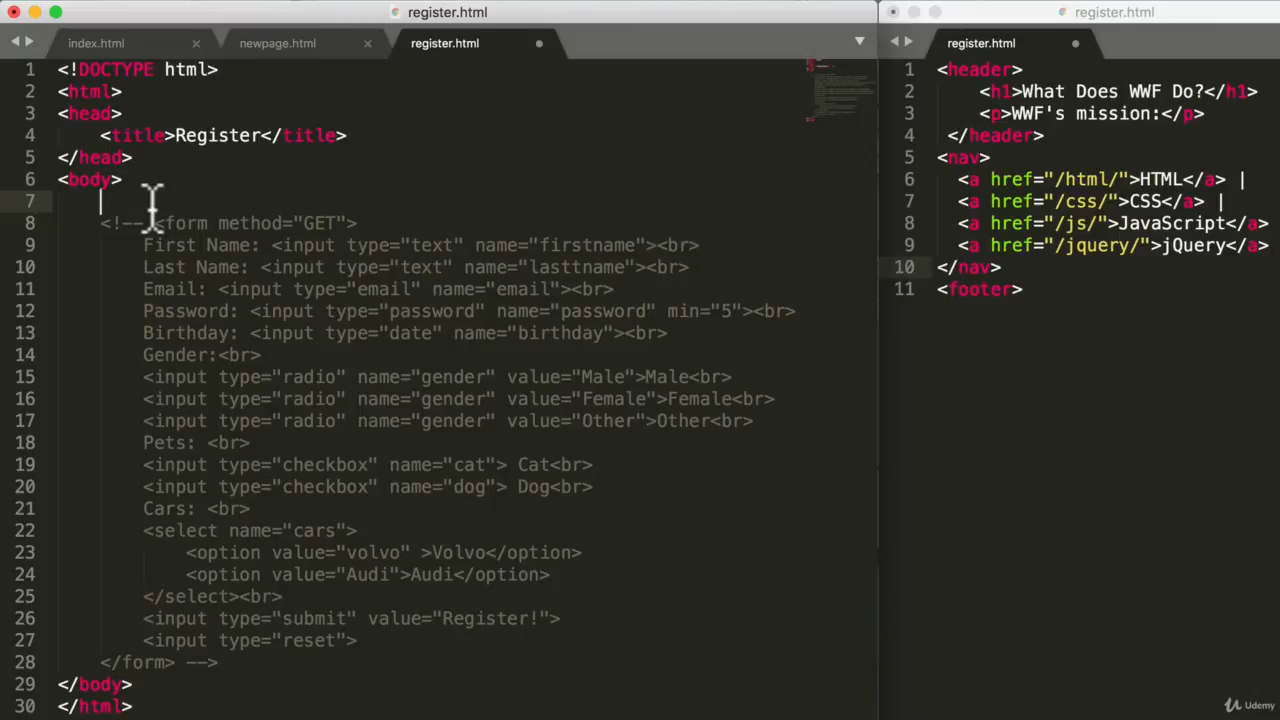 register.html
register.html
index.html
newpage.html
register.html
register.html
1 <!DOCTYPE html>
2 <html>
3 <head>
4 <title>Register</title>
5 </head>
6 <body>
7
8 <!-- <form method="GET">
9 First Name: <input type="text" name="firstname"><br>
10 Last Name: <input type="text" name="lasttname"><br>
11 Email: <input type="email" name="email"><br>
12 Password: <input type="password" name="password" min="5"><br>
13 Birthday: <input type="date" name="birthday"><br>
14 Gender:<br>
15 <input type="radio" name="gender" value="Male">Male<br>
16 <input type="radio" name="gender" value="Female">Female<br>
17 <input type="radio" name="gender" value="Other">Other<br>
18 Pets: <br>
19 <input type="checkbox" name="cat"> Cat<br>
20 <input type="checkbox" name="dog"> Dog<br>
21 Cars: <br>
22 <select name="cars">
23 <option value="volvo" >Volvo</option>
24 <option value="Audi">Audi</option>
25 </select><br>
26 <input type="submit" value="Register!">
27 <input type="reset">
28 </form> -->
29 </body>
30 </html>
1 <header>
2 <h1>What Does WWF Do?</h1>
3 <p>WWF's mission:</p>
4 </header>
5 <nav>
6 <a href="/html/">HTML</a> |
7 <a href="/css/">CSS</a> |
8 <a href="/js/">JavaScript</a>
9 <a href="/jquery/">jQuery</a>
10 </nav>
11 <footer>
Udemy